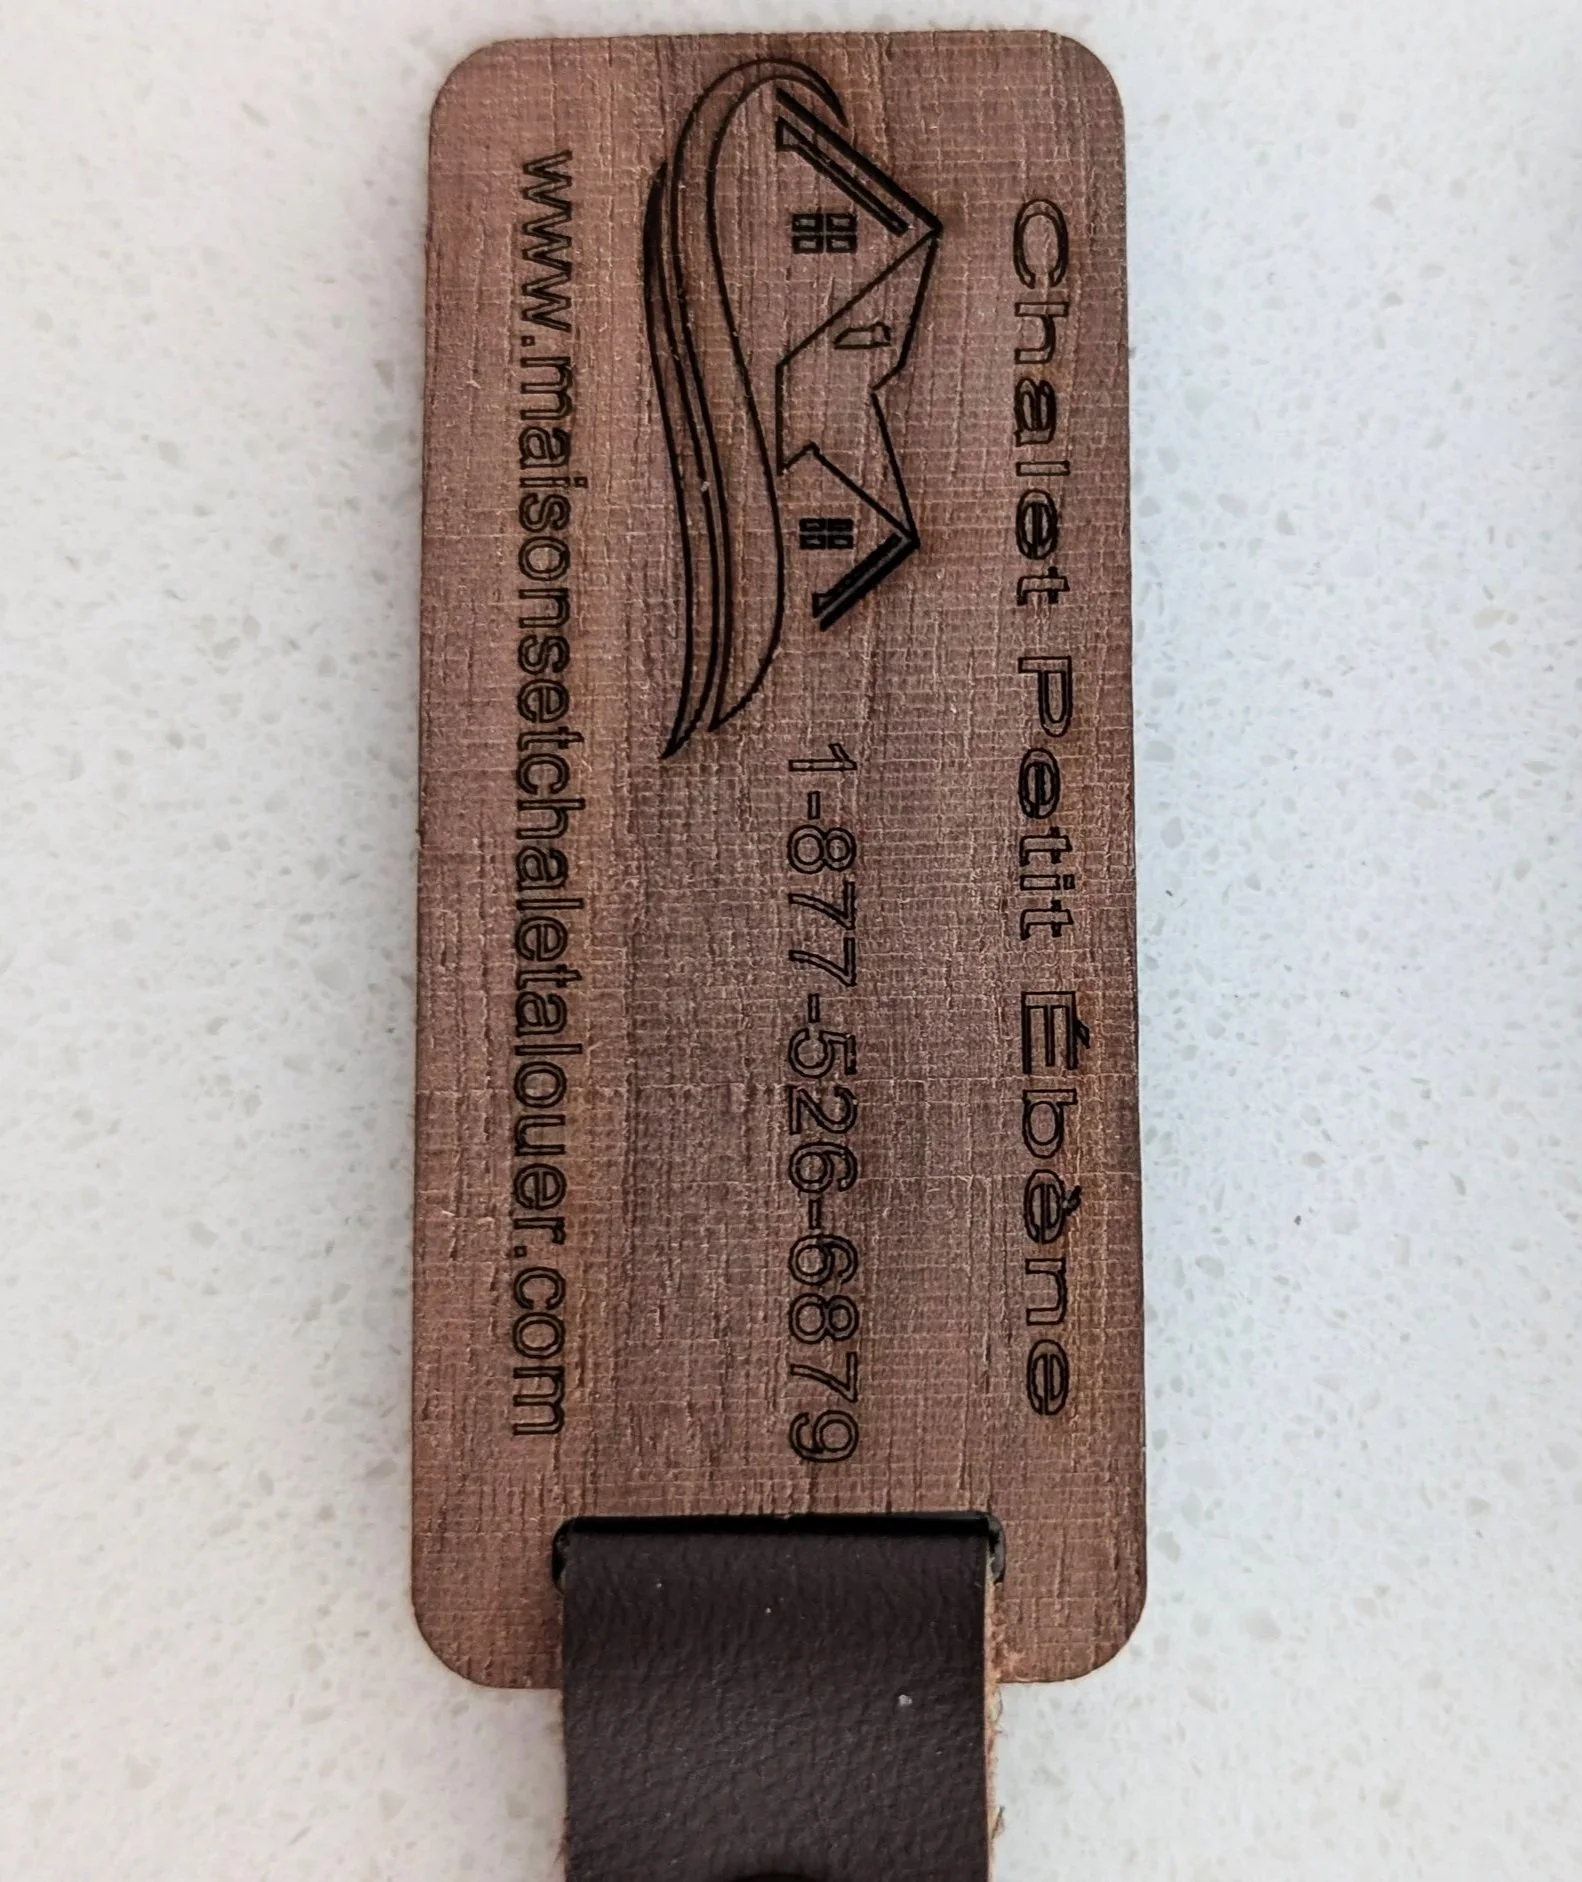 Chalet Petit Ébène
1-877-526-6879
www.maisonsetchaletalouer.com